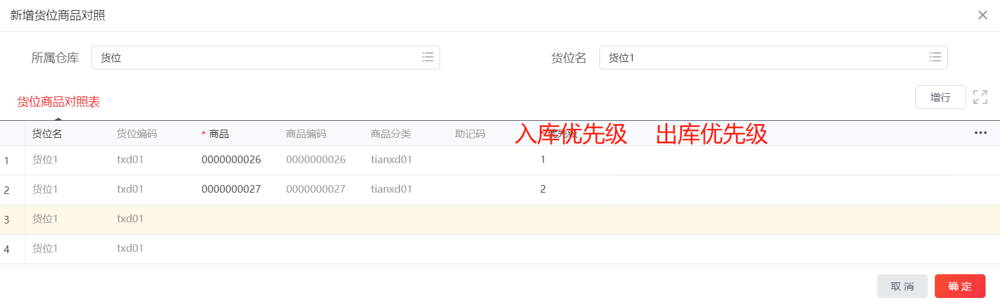 新增货位商品对照
所属仓库 货位 货位名 货位1
货位商品对照表 增行
货位名 货位编码 * 商品 商品编码 商品分类 助记码 * 优先级 入库优先级 出库优先级
1 货位1 txd01 0000000026 0000000026 tianxd01 1
2 货位1 txd01 0000000027 0000000027 tianxd01 2
3 货位1 txd01
4 货位1 txd01
取消 确定